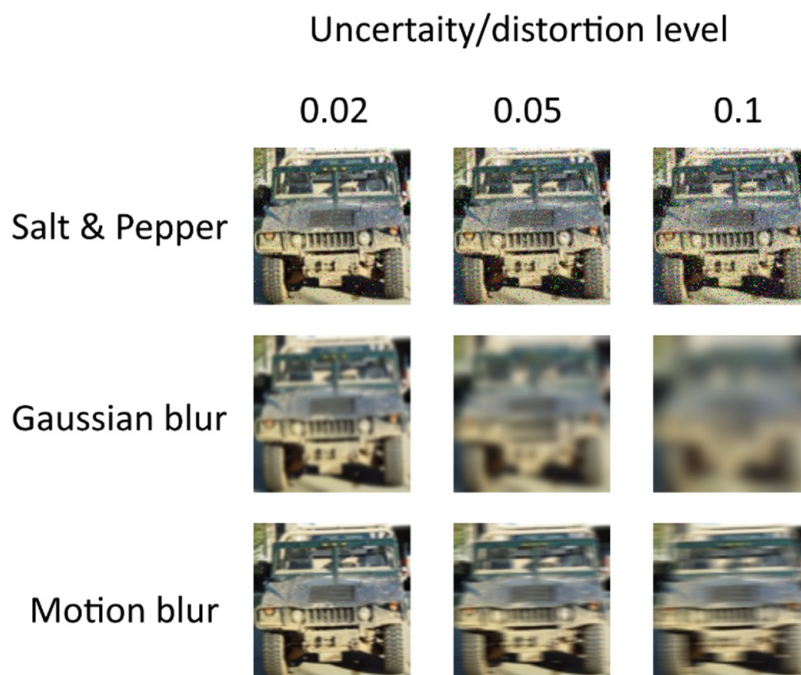 Uncertaity/distortion level
0.02 0.05 0.1
Salt & Pepper
Gaussian blur
Motion blur